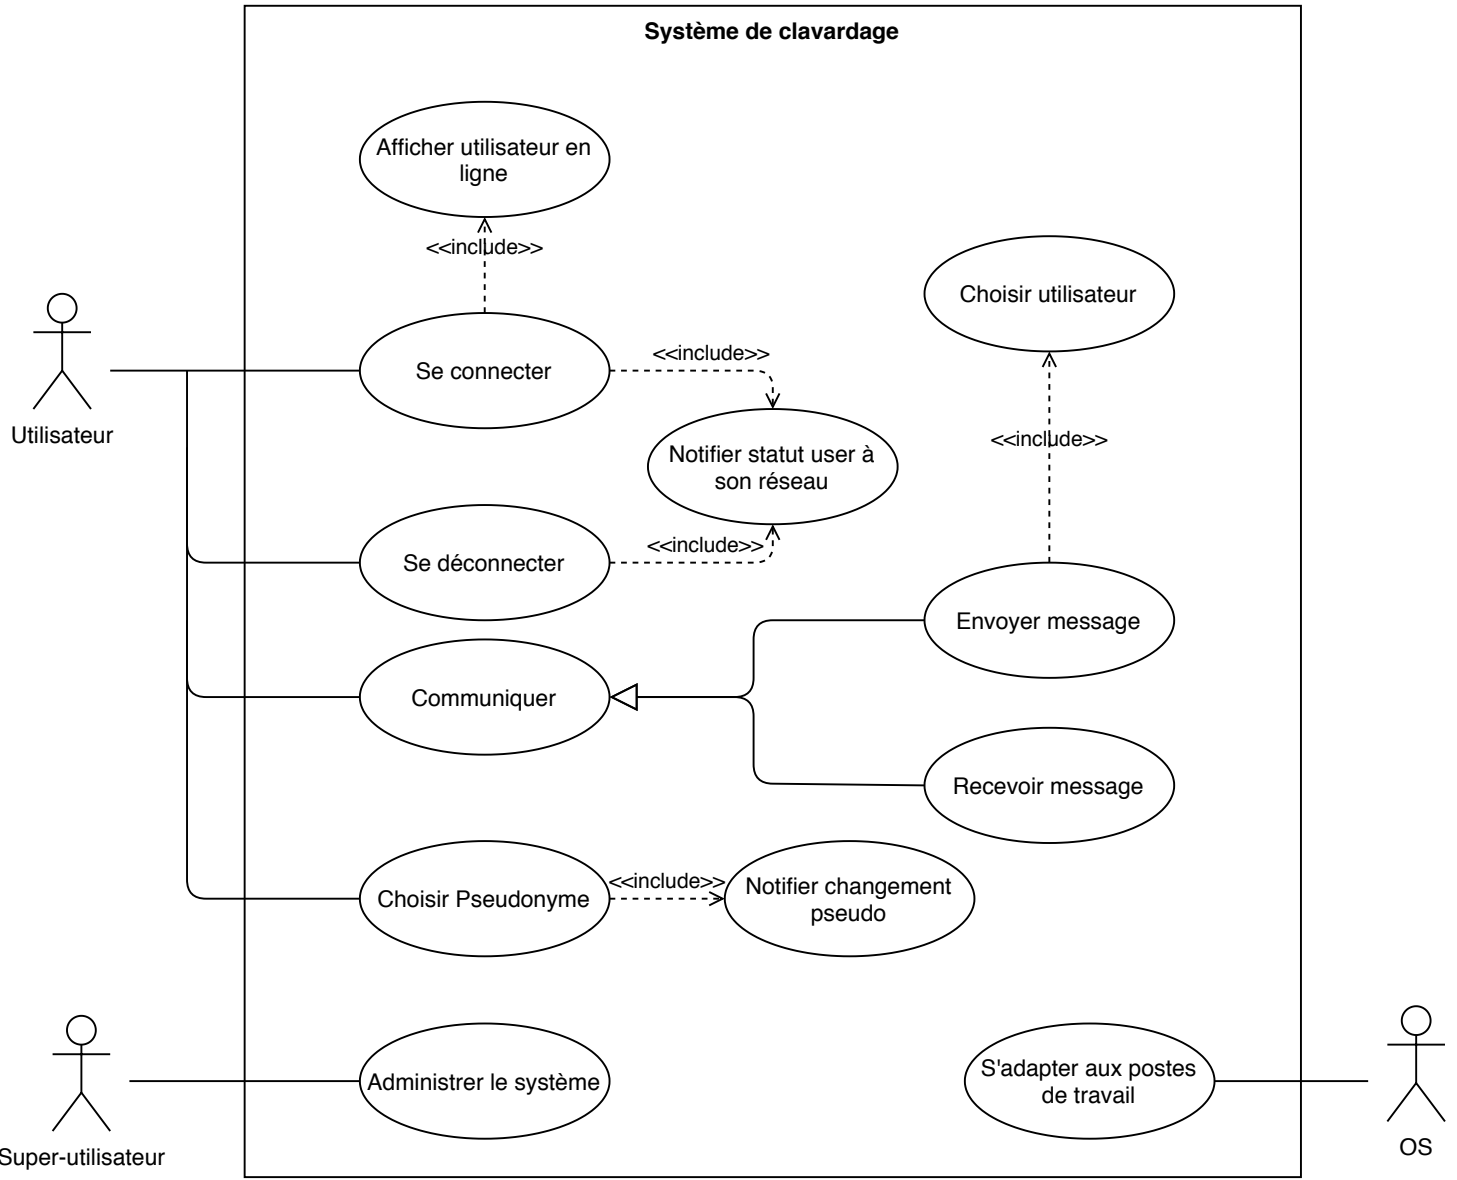 Système de clavardage
Afficher utilisateur en
ligne
<<include>>
Choisir utilisateur
Se connecter
<<include>>
Utilisateur
<<include>>
Notifier statut user à
son réseau
Se déconnecter
<<include>>
Envoyer message
Communiquer
Recevoir message
Choisir Pseudonyme
<<include>>
Notifier changement
pseudo
Administrer le système
S'adapter aux postes
de travail
Super-utilisateur
OS